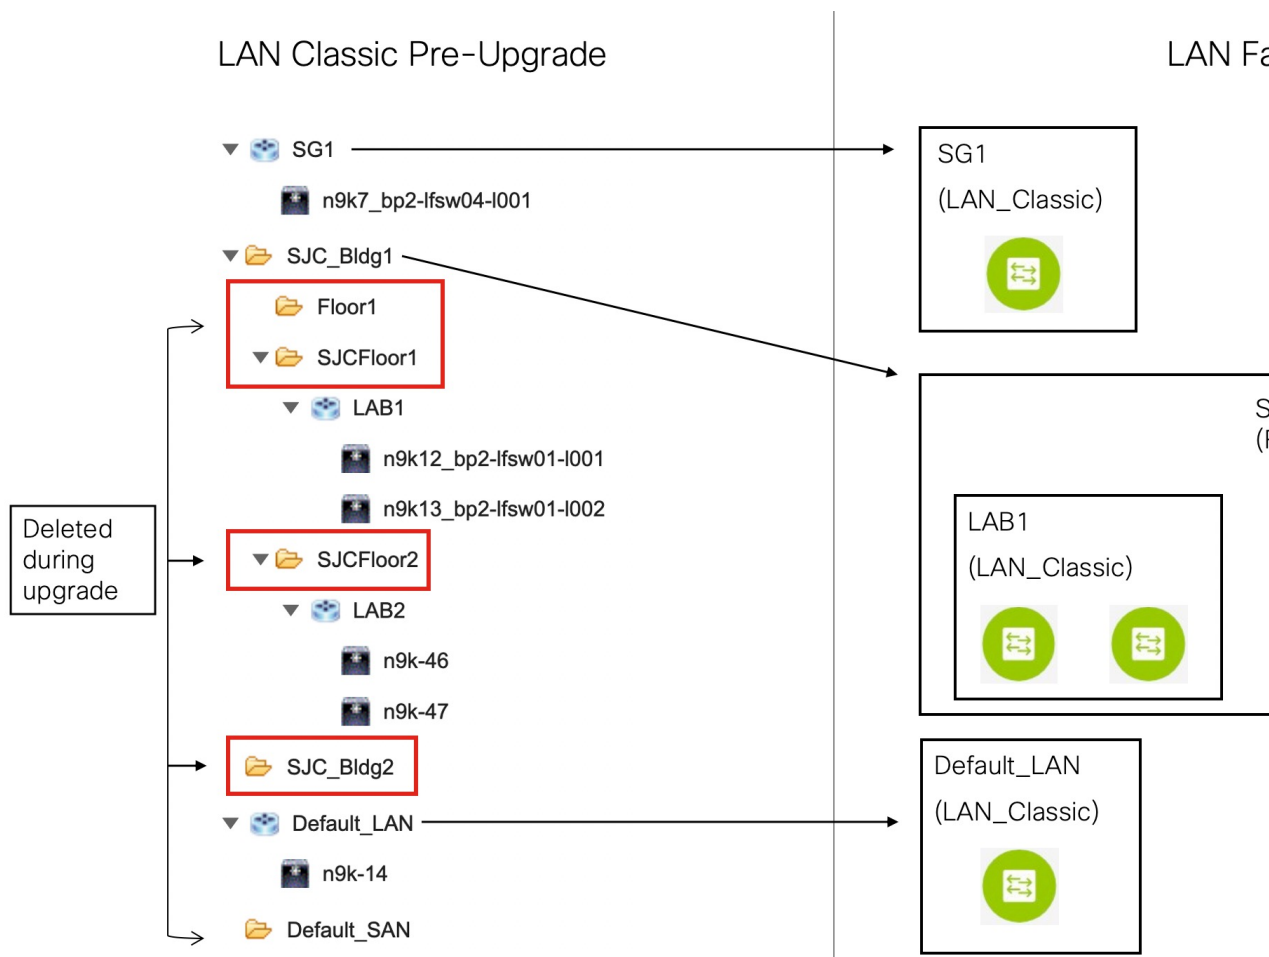 LAN Classic Pre-Upgrade
SG1
n9k7_bp2-lfsw04-l001
SJC_Bldg1
Floor1
SJCFloor1
LAB1
n9k12_bp2-lfsw01-l001
n9k13_bp2-lfsw01-l002
SJCFloor2
LAB2
n9k-46
n9k-47
SJC_Bldg2
Default_LAN
n9k-14
Default_SAN
Deleted
during
upgrade
LAN
SG1
(LAN_Classic)
LAB1
(LAN_Classic)
Default_LAN
(LAN_Classic)